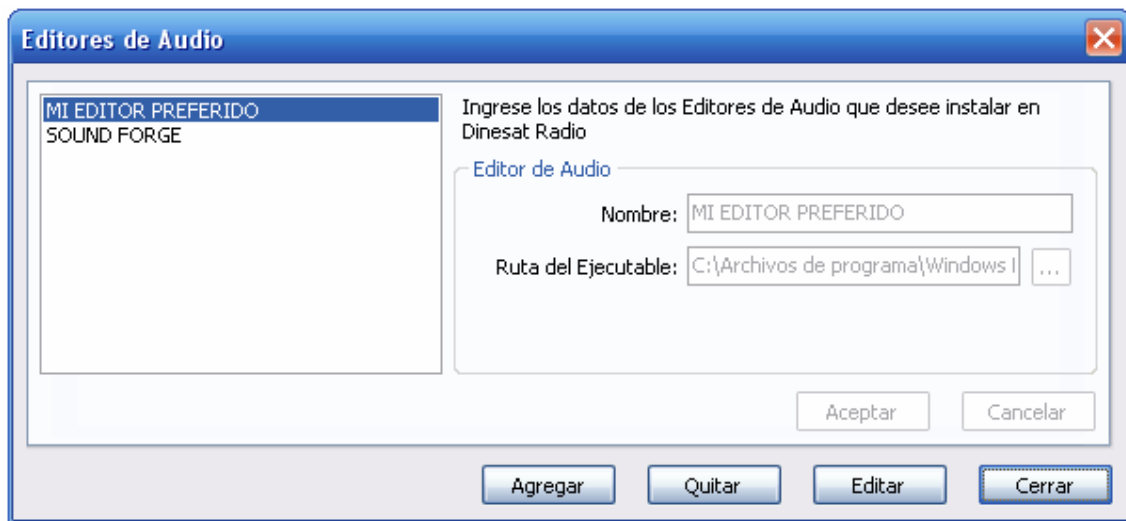 Editores de Audio
MI EDITOR PREFERIDO
SOUND FORGE
Ingrese los datos de los Editores de Audio que desee instalar en
Dinesat Radio
Editor de Audio
Nombre: MI EDITOR PREFERIDO
Ruta del Ejecutable: C:\Archivos de programa\Windows ...
Aceptar Cancelar
Agregar Quitar Editar Cerrar